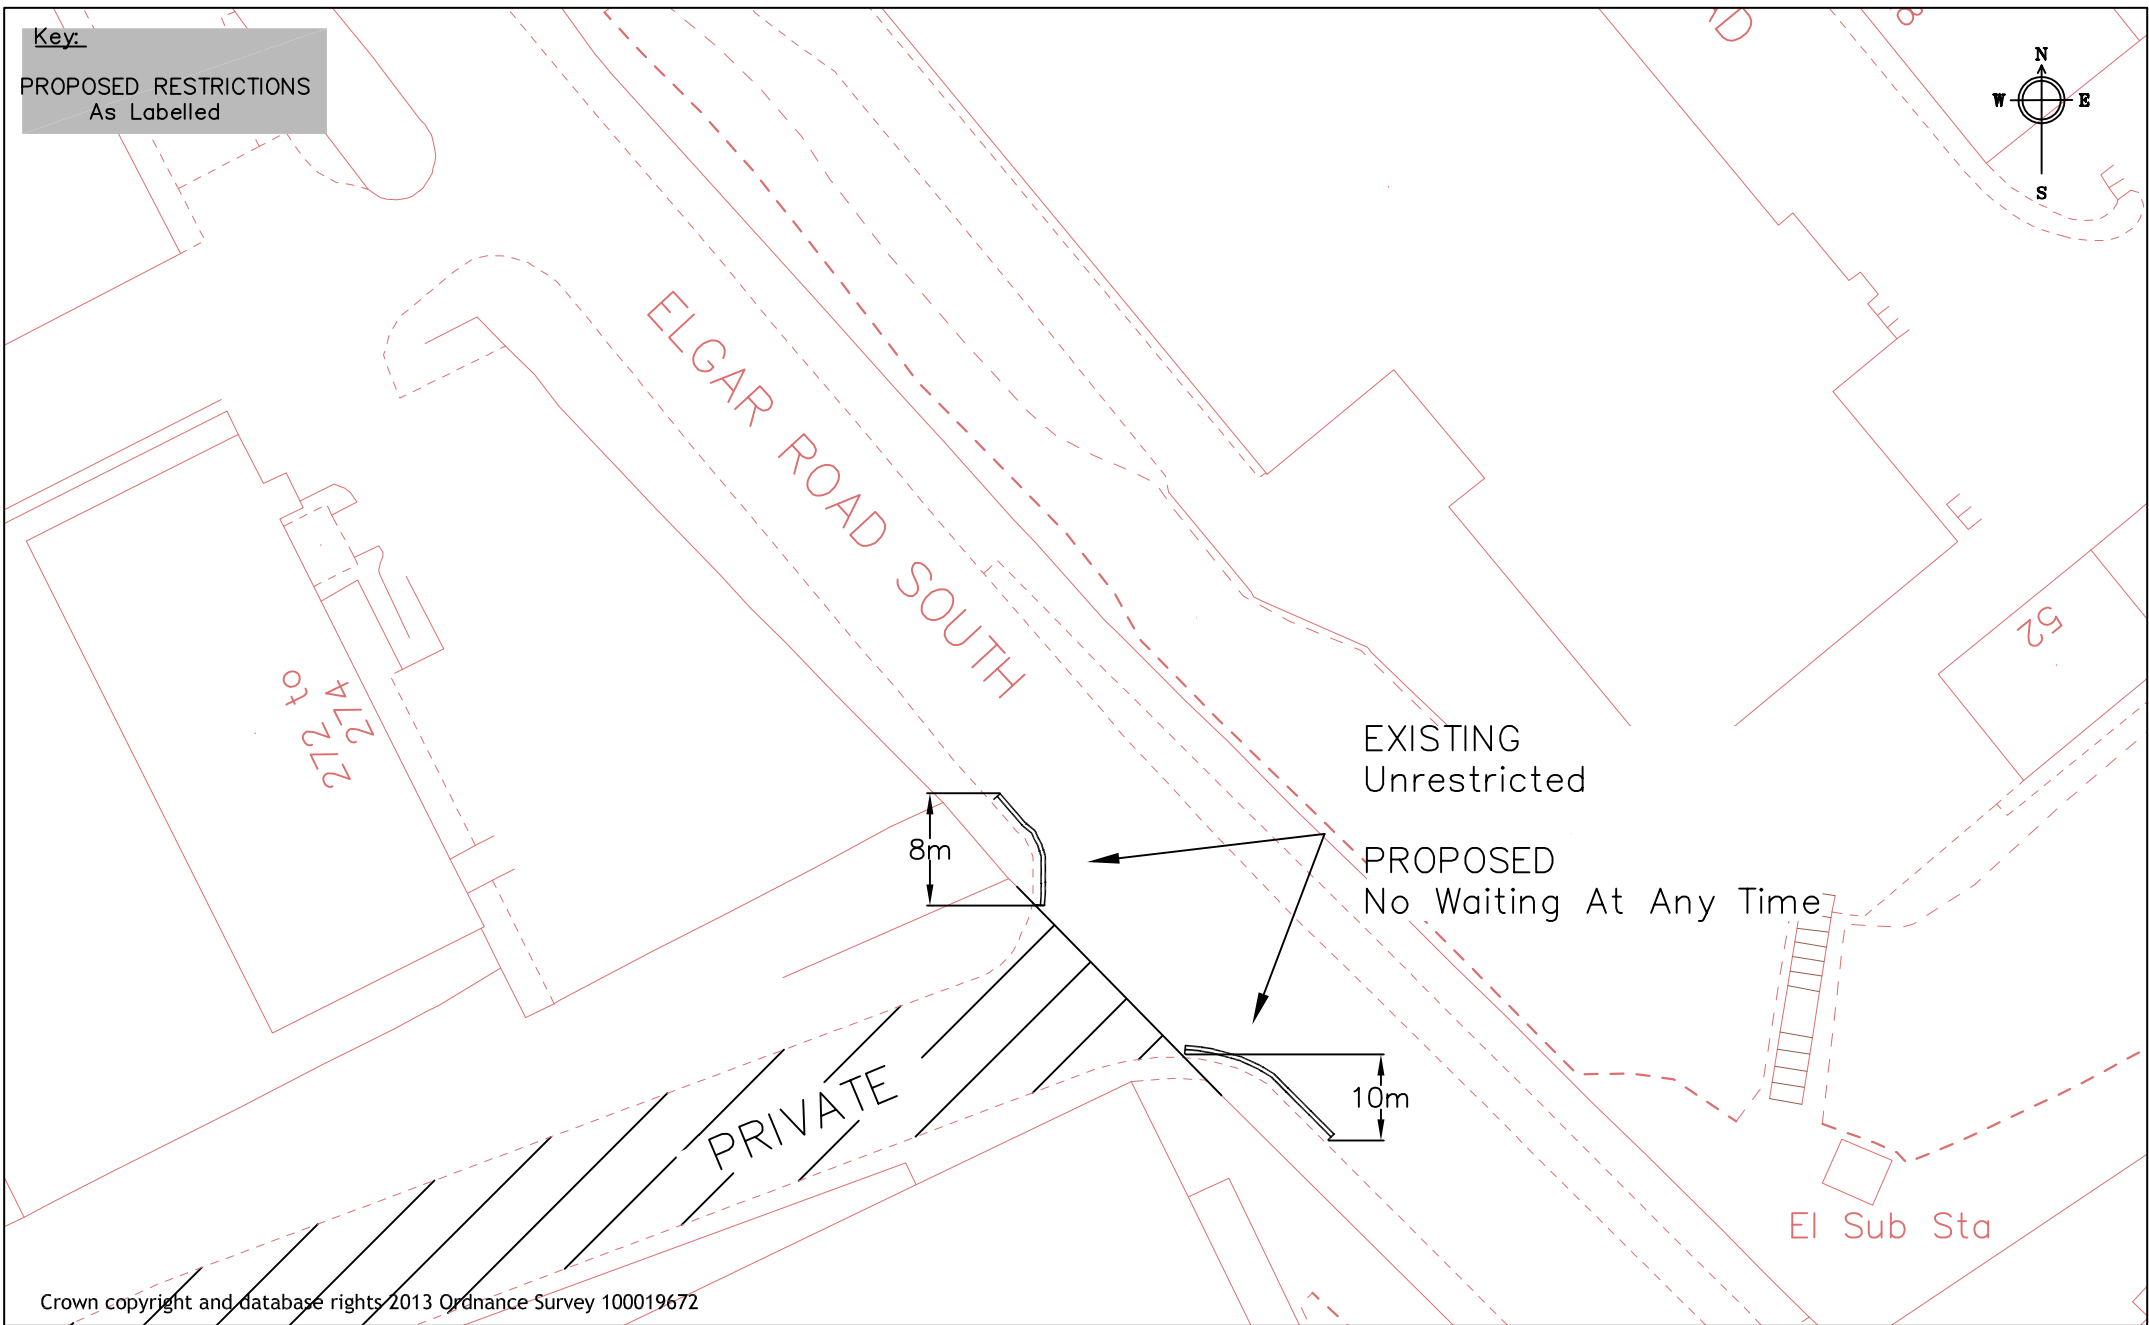 Key:
PROPOSED RESTRICTIONS
As Labelled
N
W E
S
ELGAR ROAD SOUTH
52
272 to
274
EXISTING
Unrestricted
8m
PROPOSED
No Waiting At Any Time
10m
PRIVATE
El Sub Sta
Crown copyright and database rights 2013 Ordnance Survey 100019672